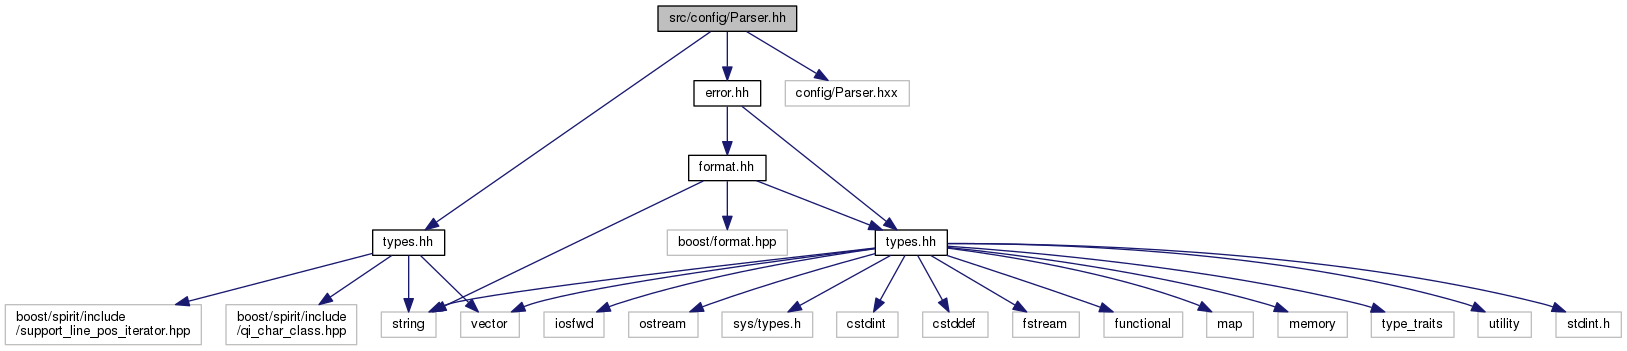 src/config/Parser.hh
error.hh
config/Parser.hxx
format.hh
types.hh
boost/format.hpp
types.hh
boost/spirit/include
/support_line_pos_iterator.hpp
boost/spirit/include
/qi_char_class.hpp
string
vector
iosfwd
ostream
sys/types.h
cstdint
cstddef
fstream
functional
map
memory
type_traits
utility
stdint.h